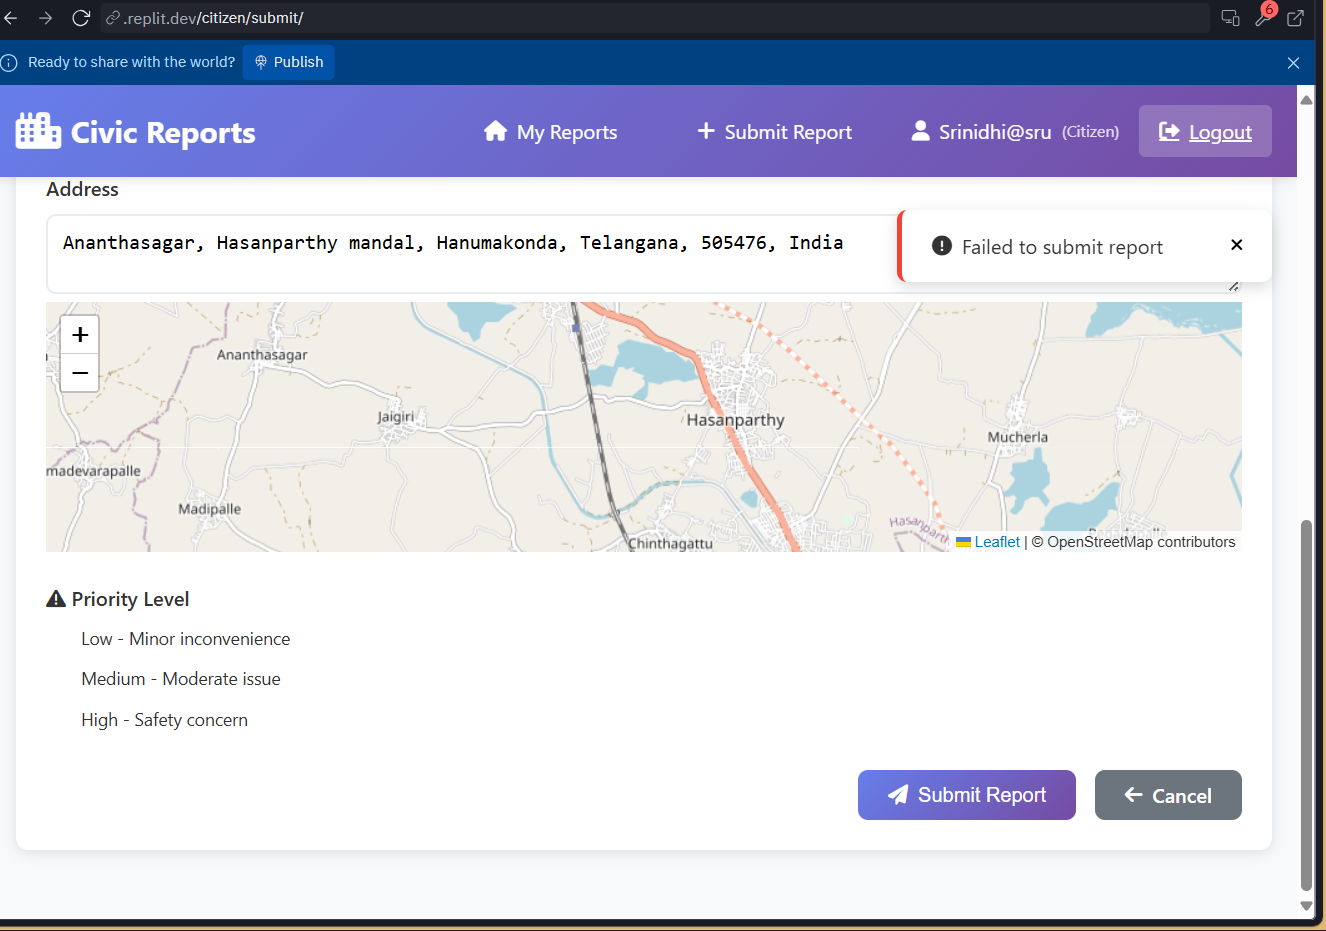 .replit.dev/citizen/submit/
6
Ready to share with the world?
Publish
Civic Reports
My Reports
Submit Report
Srinidhi@sru (Citizen)
Logout
Address
Ananthasagar, Hasanparthy mandal, Hanumakonda, Telangana, 505476, India
Failed to submit report
+
−
Ananthasagar
Jaigiri
Hasanparthy
Mucherla
madevarapalle
Madipalle
Hasanparth
Chinthagattu
Leaflet | © OpenStreetMap contributors
Priority Level
Low - Minor inconvenience
Medium - Moderate issue
High - Safety concern
Submit Report
Cancel